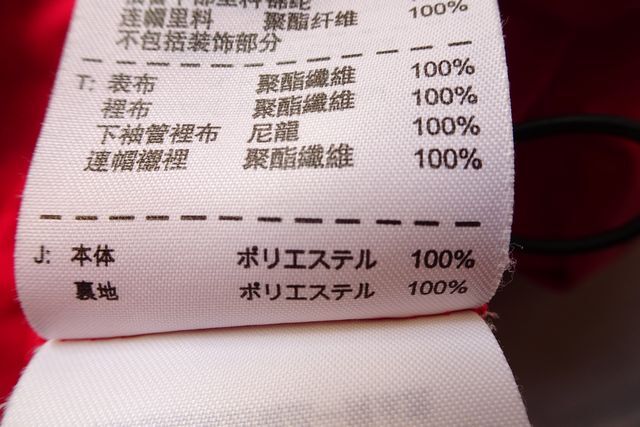 连帽里料 聚酯纤维 100%
不包括装饰部分
T: 表布 聚酯纖維 100%
裡布 聚酯纖維 100%
下袖管裡布 尼龍 100%
連帽襯裡 聚酯纖維 100%
J: 本体 ポリエステル 100%
裏地 ポリエステル 100%